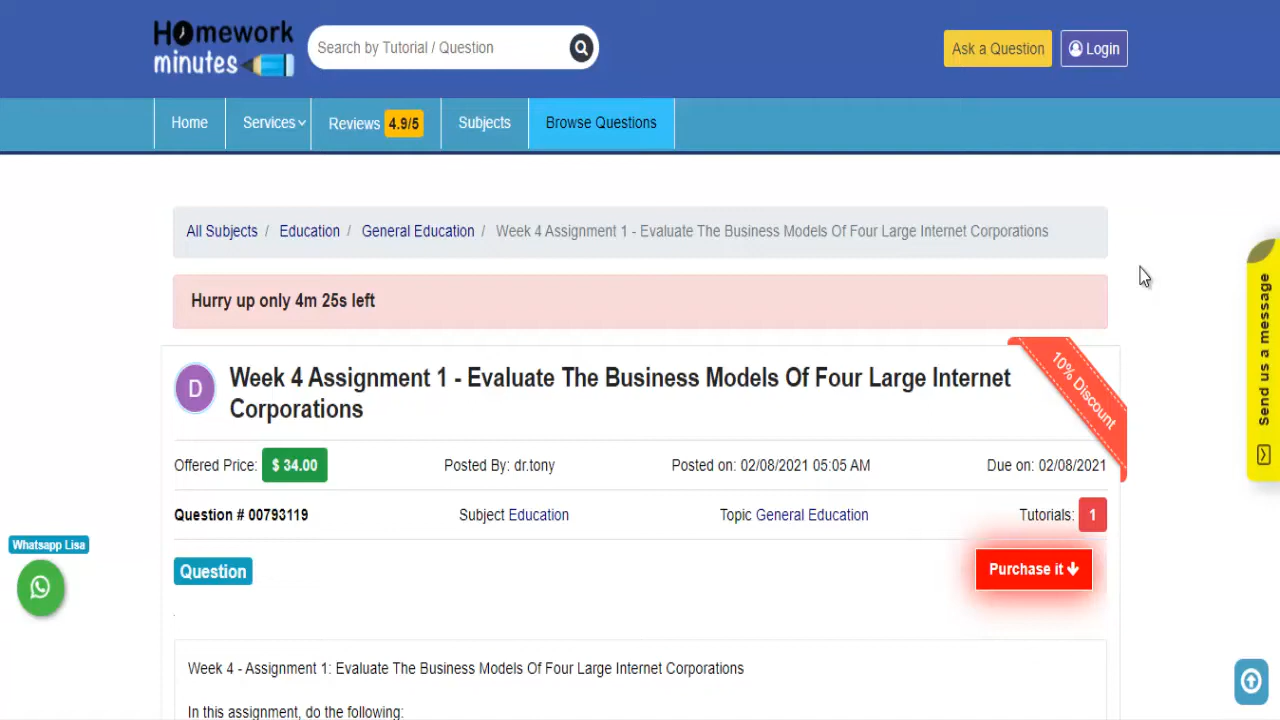 Homework
minutes
Search by Tutorial / Question
Ask a Question
Login
Home
Services
Reviews 4.9/5
Subjects
Browse Questions
All Subjects / Education / General Education / Week 4 Assignment 1 - Evaluate The Business Models Of Four Large Internet Corporations
Hurry up only 4m 25s left
10% Discount
D
Week 4 Assignment 1 - Evaluate The Business Models Of Four Large Internet
Corporations
Offered Price: $ 34.00 Posted By: dr.tony Posted on: 02/08/2021 05:05 AM Due on: 02/08/2021
Question # 00793119 Subject Education Topic General Education Tutorials: 1
Question
Purchase it
.
Week 4 - Assignment 1: Evaluate The Business Models Of Four Large Internet Corporations
In this assignment, do the following:
Whatsapp Lisa
Send us a message